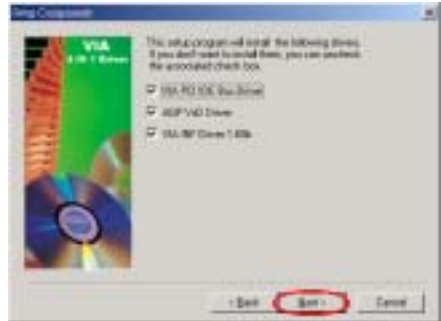 Setup Components
VIA
4 IN 1 Driver
This setup program will install the following drivers.
If you don't want to install them, you can uncheck
the associated check box.
VIA PCI IDE Bus Driver
AGP VxD Driver
VIA INF Driver
< Back
Next >
Cancel